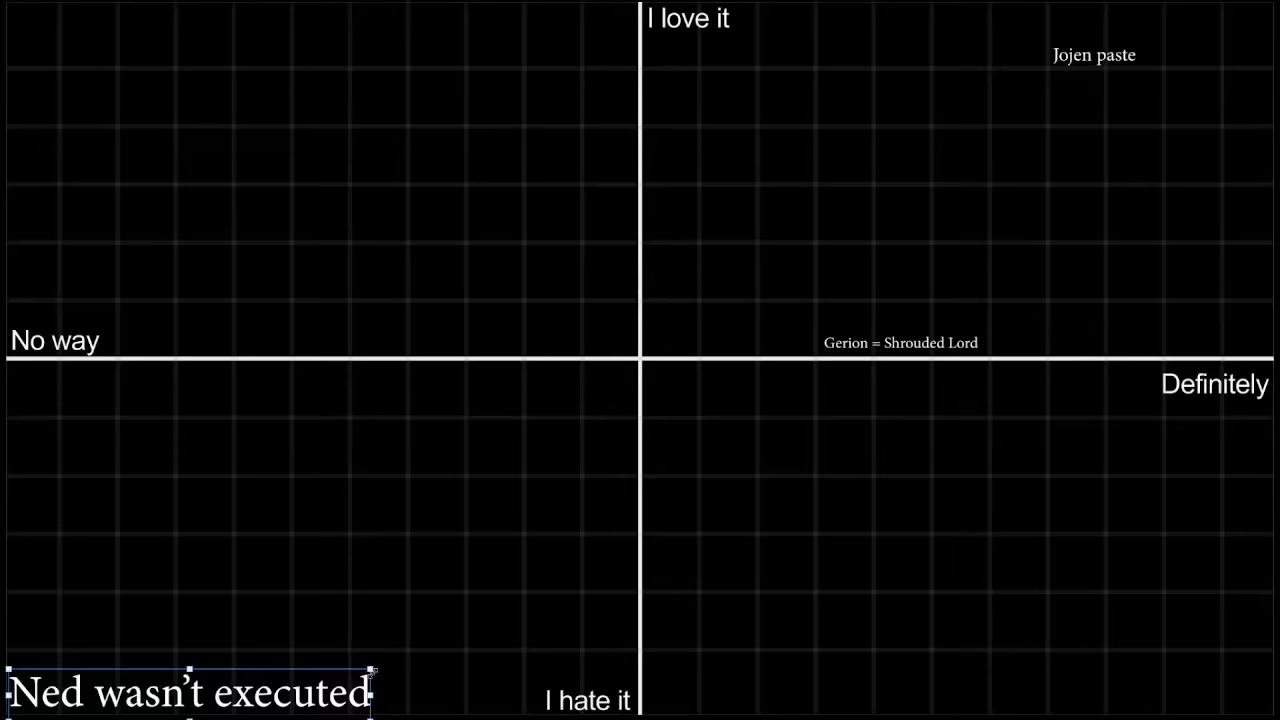 I love it
Jojen paste
No way
Gerion = Shrouded Lord
Definitely
Ned wasn’t executed
I hate it